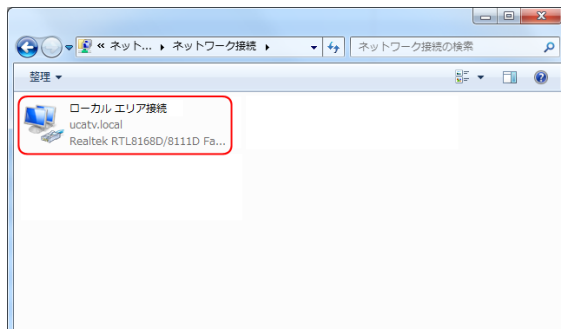 « ネット... ▸ ネットワーク接続 ▸
ネットワーク接続の検索
整理 ▾
ローカル エリア接続
ucatv.local
Realtek RTL8168D/8111D Fa...